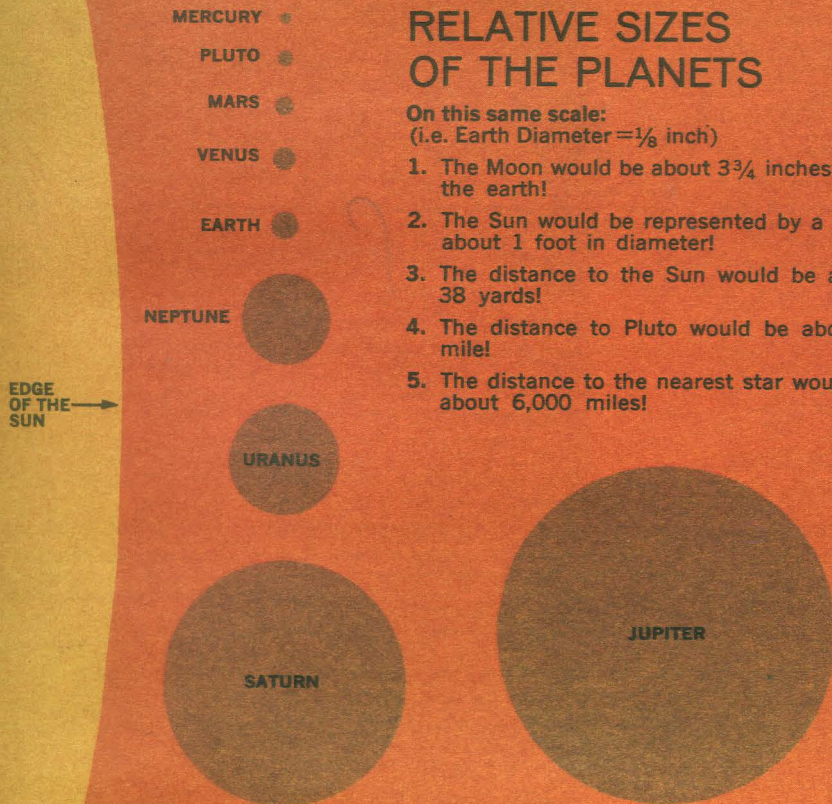 MERCURY
PLUTO
MARS
VENUS
EARTH
NEPTUNE
EDGE
OF THE
SUN
URANUS
SATURN
JUPITER
RELATIVE SIZES
OF THE PLANETS
On this same scale:
(i.e. Earth Diameter=⅛ inch)
1. The Moon would be about 3¾ inches
the earth!
2. The Sun would be represented by a
about 1 foot in diameter!
3. The distance to the Sun would be
38 yards!
4. The distance to Pluto would be
mile!
5. The distance to the nearest star
about 6,000 miles!